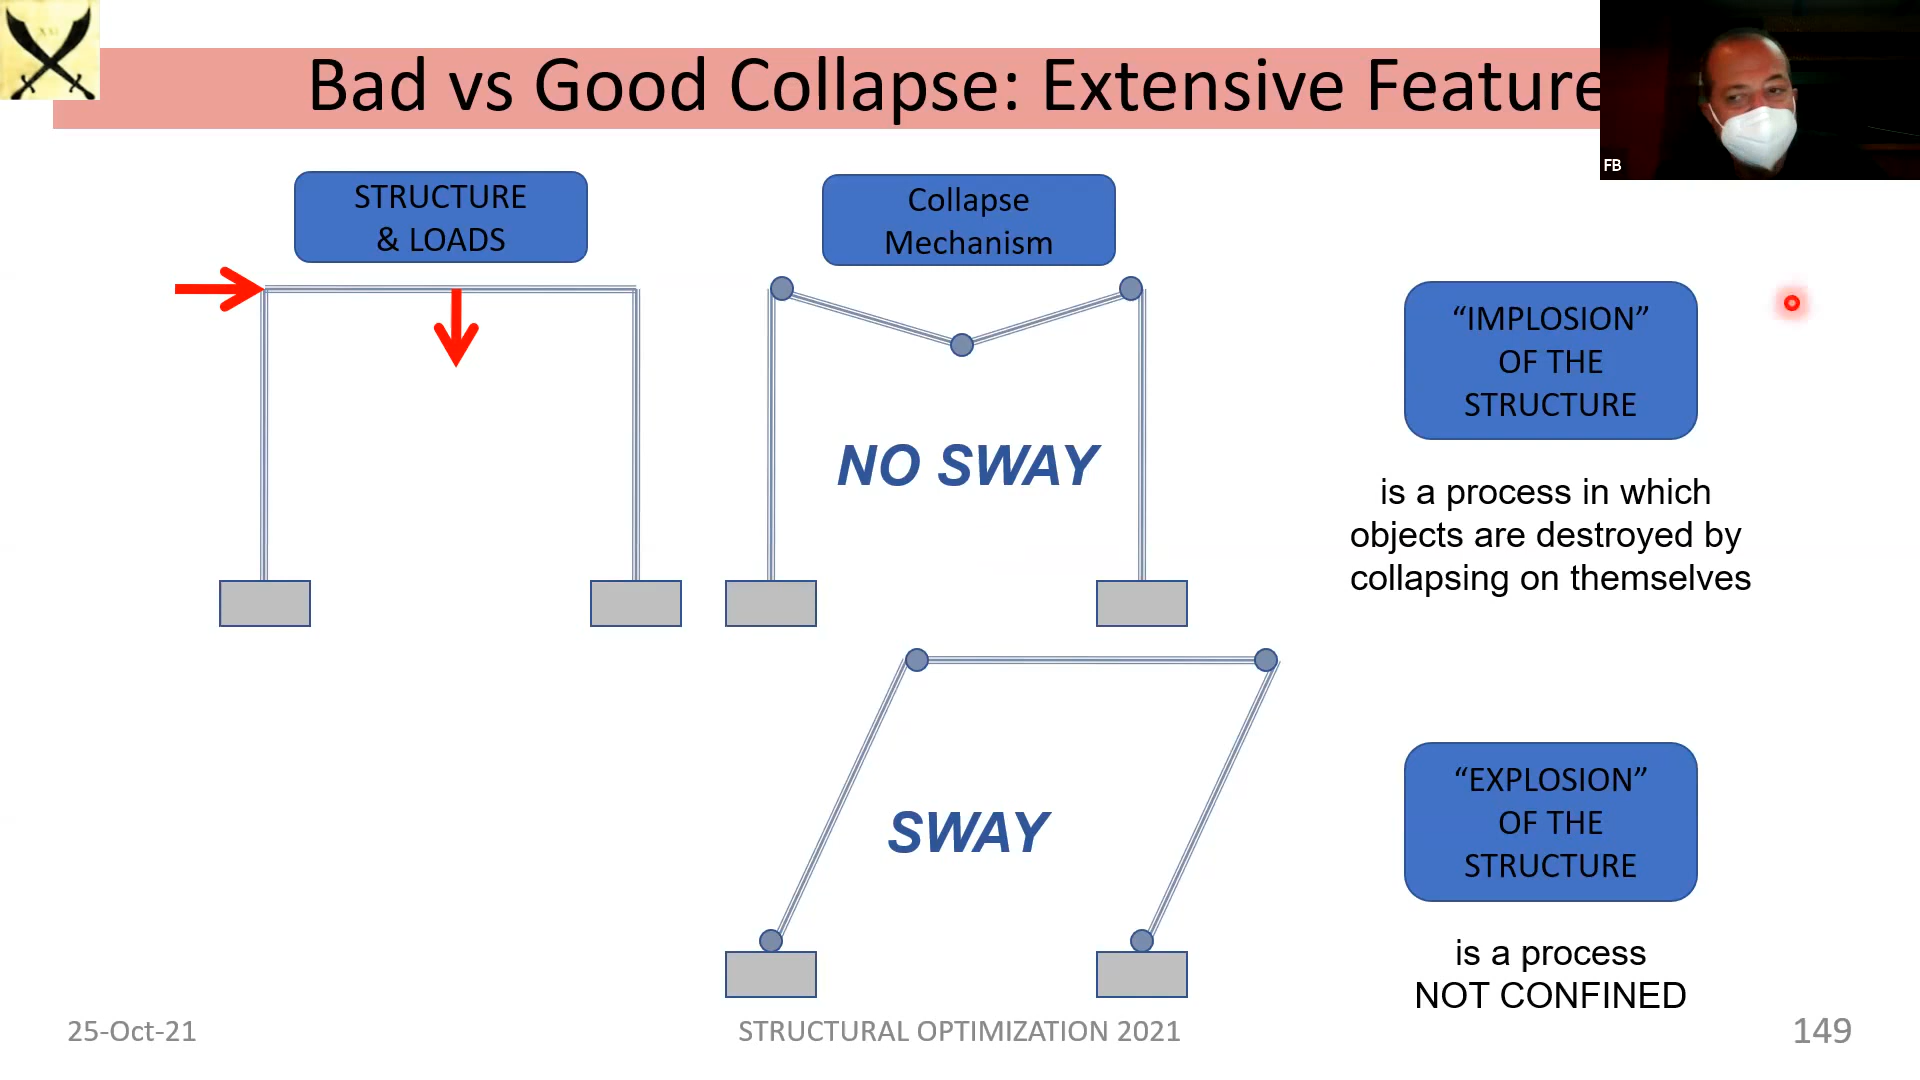 XXI
Bad vs Good Collapse: Extensive Feature
FB
STRUCTURE
& LOADS
Collapse
Mechanism
NO SWAY
“IMPLOSION”
OF THE
STRUCTURE
is a process in which
objects are destroyed by
collapsing on themselves
SWAY
“EXPLOSION”
OF THE
STRUCTURE
is a process
NOT CONFINED
25-Oct-21
STRUCTURAL OPTIMIZATION 2021
149